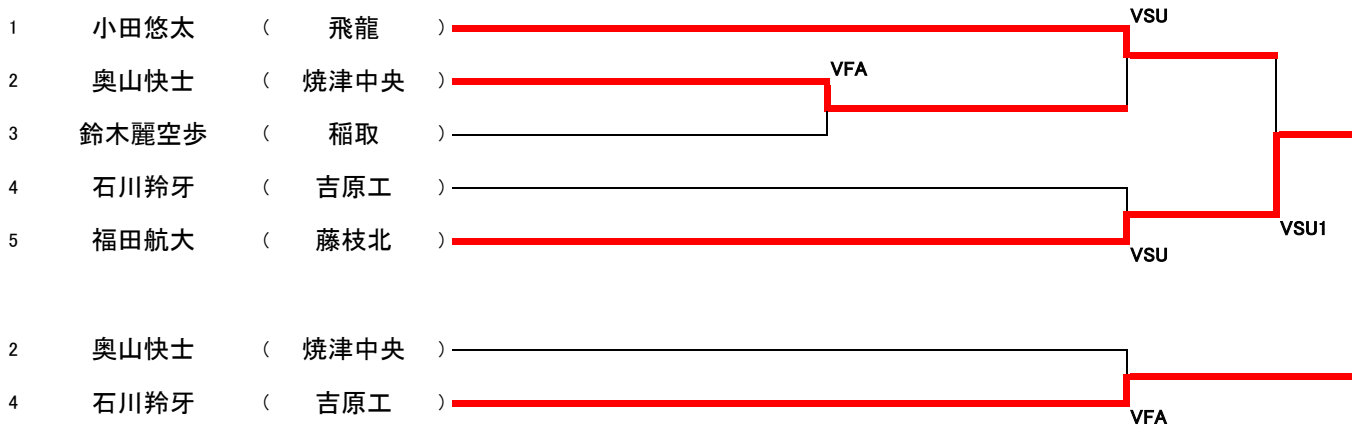 VSU
1 小田悠太 ( 飛龍 )
VFA
2 奥山快士 ( 焼津中央 )
3 鈴木麗空歩 ( 稲取 )
4 石川羚牙 ( 吉原工 )
VSU1
5 福田航大 ( 藤枝北 )
VSU
2 奥山快士 ( 焼津中央 )
4 石川羚牙 ( 吉原工 )
VFA